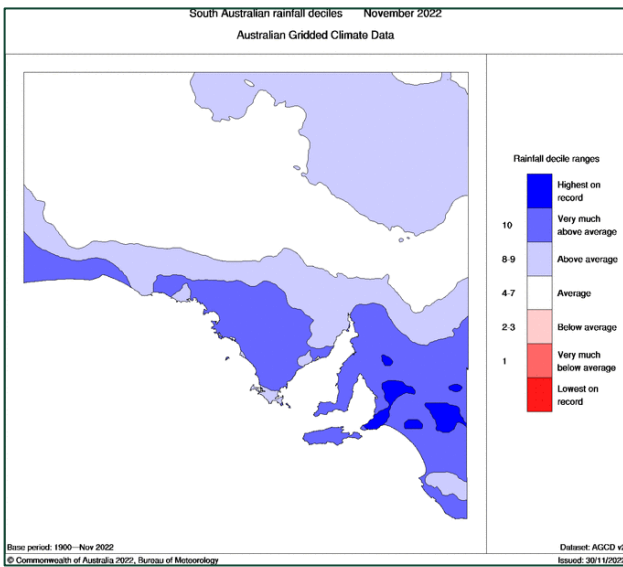 South Australian rainfall deciles November 2022
Australian Gridded Climate Data
Rainfall decile ranges
Highest on
record
10 Very much
above average
8-9 Above average
4-7 Average
2-3 Below average
1 Very much
below average
Lowest on
record
Base period: 1900—Nov 2022
Dataset: AGCD v2
© Commonwealth of Australia 2022, Bureau of Meteorology
Issued: 30/11/2022